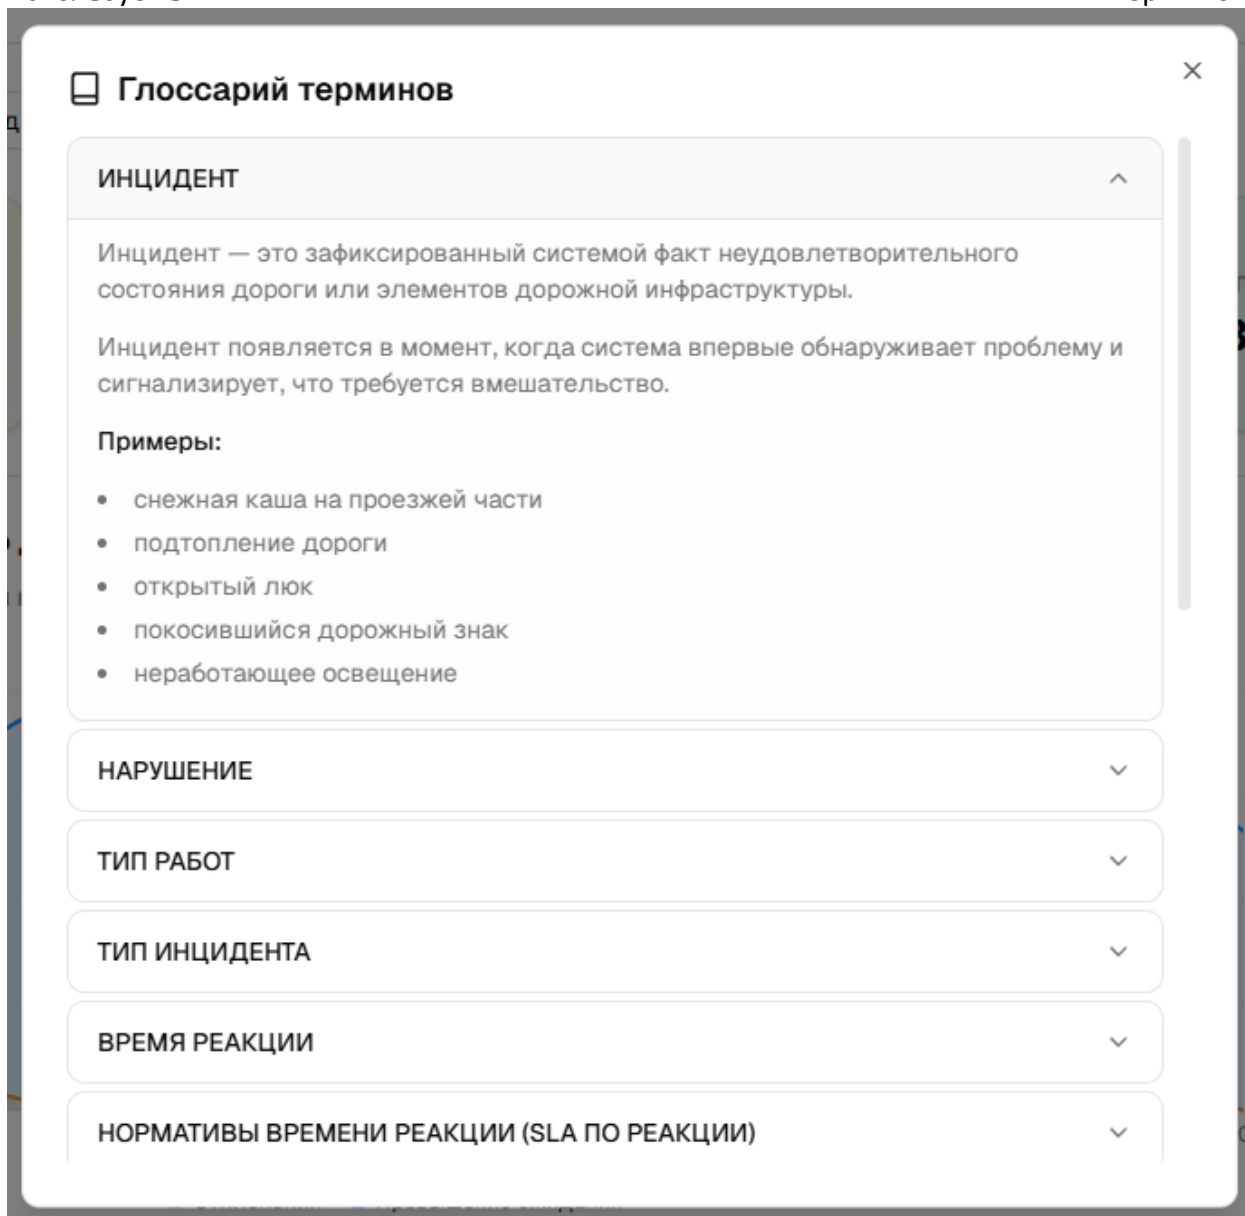 Глоссарий терминов
ИНЦИДЕНТ
Инцидент — это зафиксированный системой факт неудовлетворительного
состояния дороги или элементов дорожной инфраструктуры.
Инцидент появляется в момент, когда система впервые обнаруживает проблему и
сигнализирует, что требуется вмешательство.
Примеры:
• снежная каша на проезжей части
• подтопление дороги
• открытый люк
• покосившийся дорожный знак
• неработающее освещение
НАРУШЕНИЕ
ТИП РАБОТ
ТИП ИНЦИДЕНТА
ВРЕМЯ РЕАКЦИИ
НОРМАТИВЫ ВРЕМЕНИ РЕАКЦИИ (SLA ПО РЕАКЦИИ)